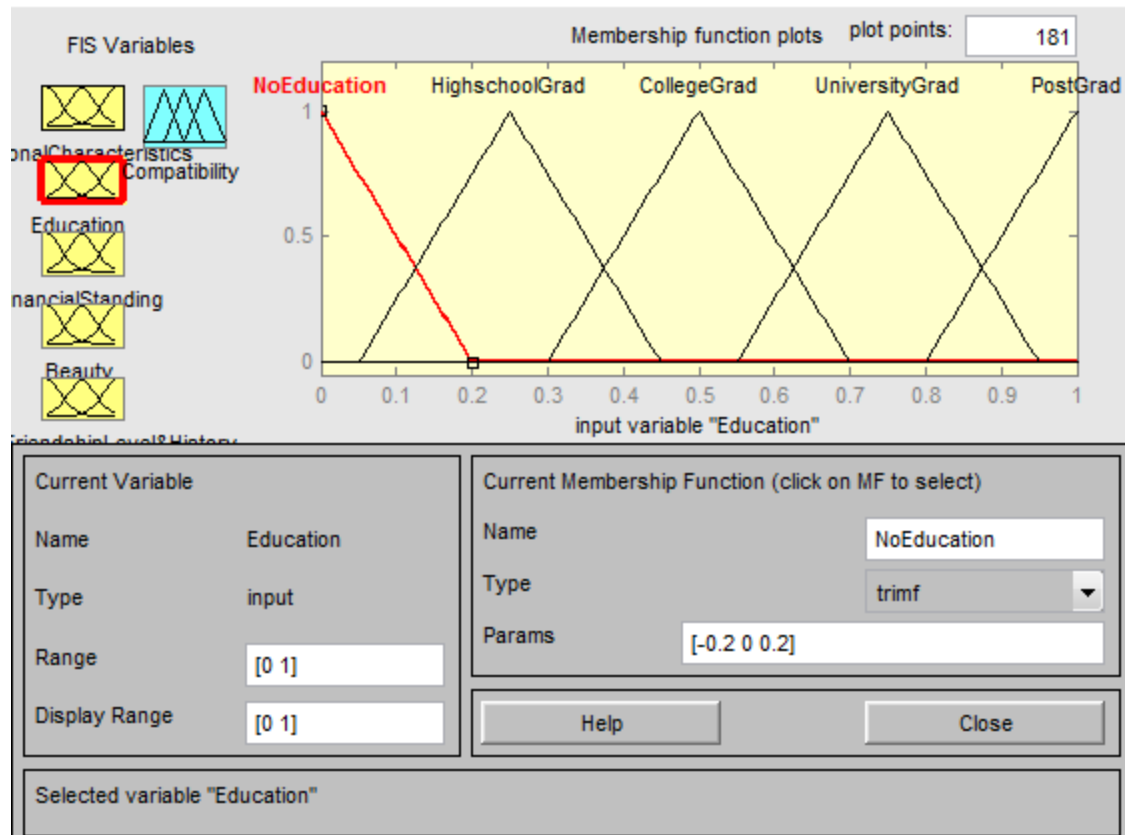 FIS Variables
Membership function plots plot points: 181
NoEducation HighschoolGrad CollegeGrad UniversityGrad PostGrad
onalCharacteristics
Compatibility
Education
nancialStanding
Beauty
FriendshipLevel&History
1
0.5
0
0 0.1 0.2 0.3 0.4 0.5 0.6 0.7 0.8 0.9 1
input variable "Education"
Current Variable
Name Education
Type input
Range [0 1]
Display Range [0 1]
Current Membership Function (click on MF to select)
Name NoEducation
Type trimf
Params [-0.2 0 0.2]
Help Close
Selected variable "Education"